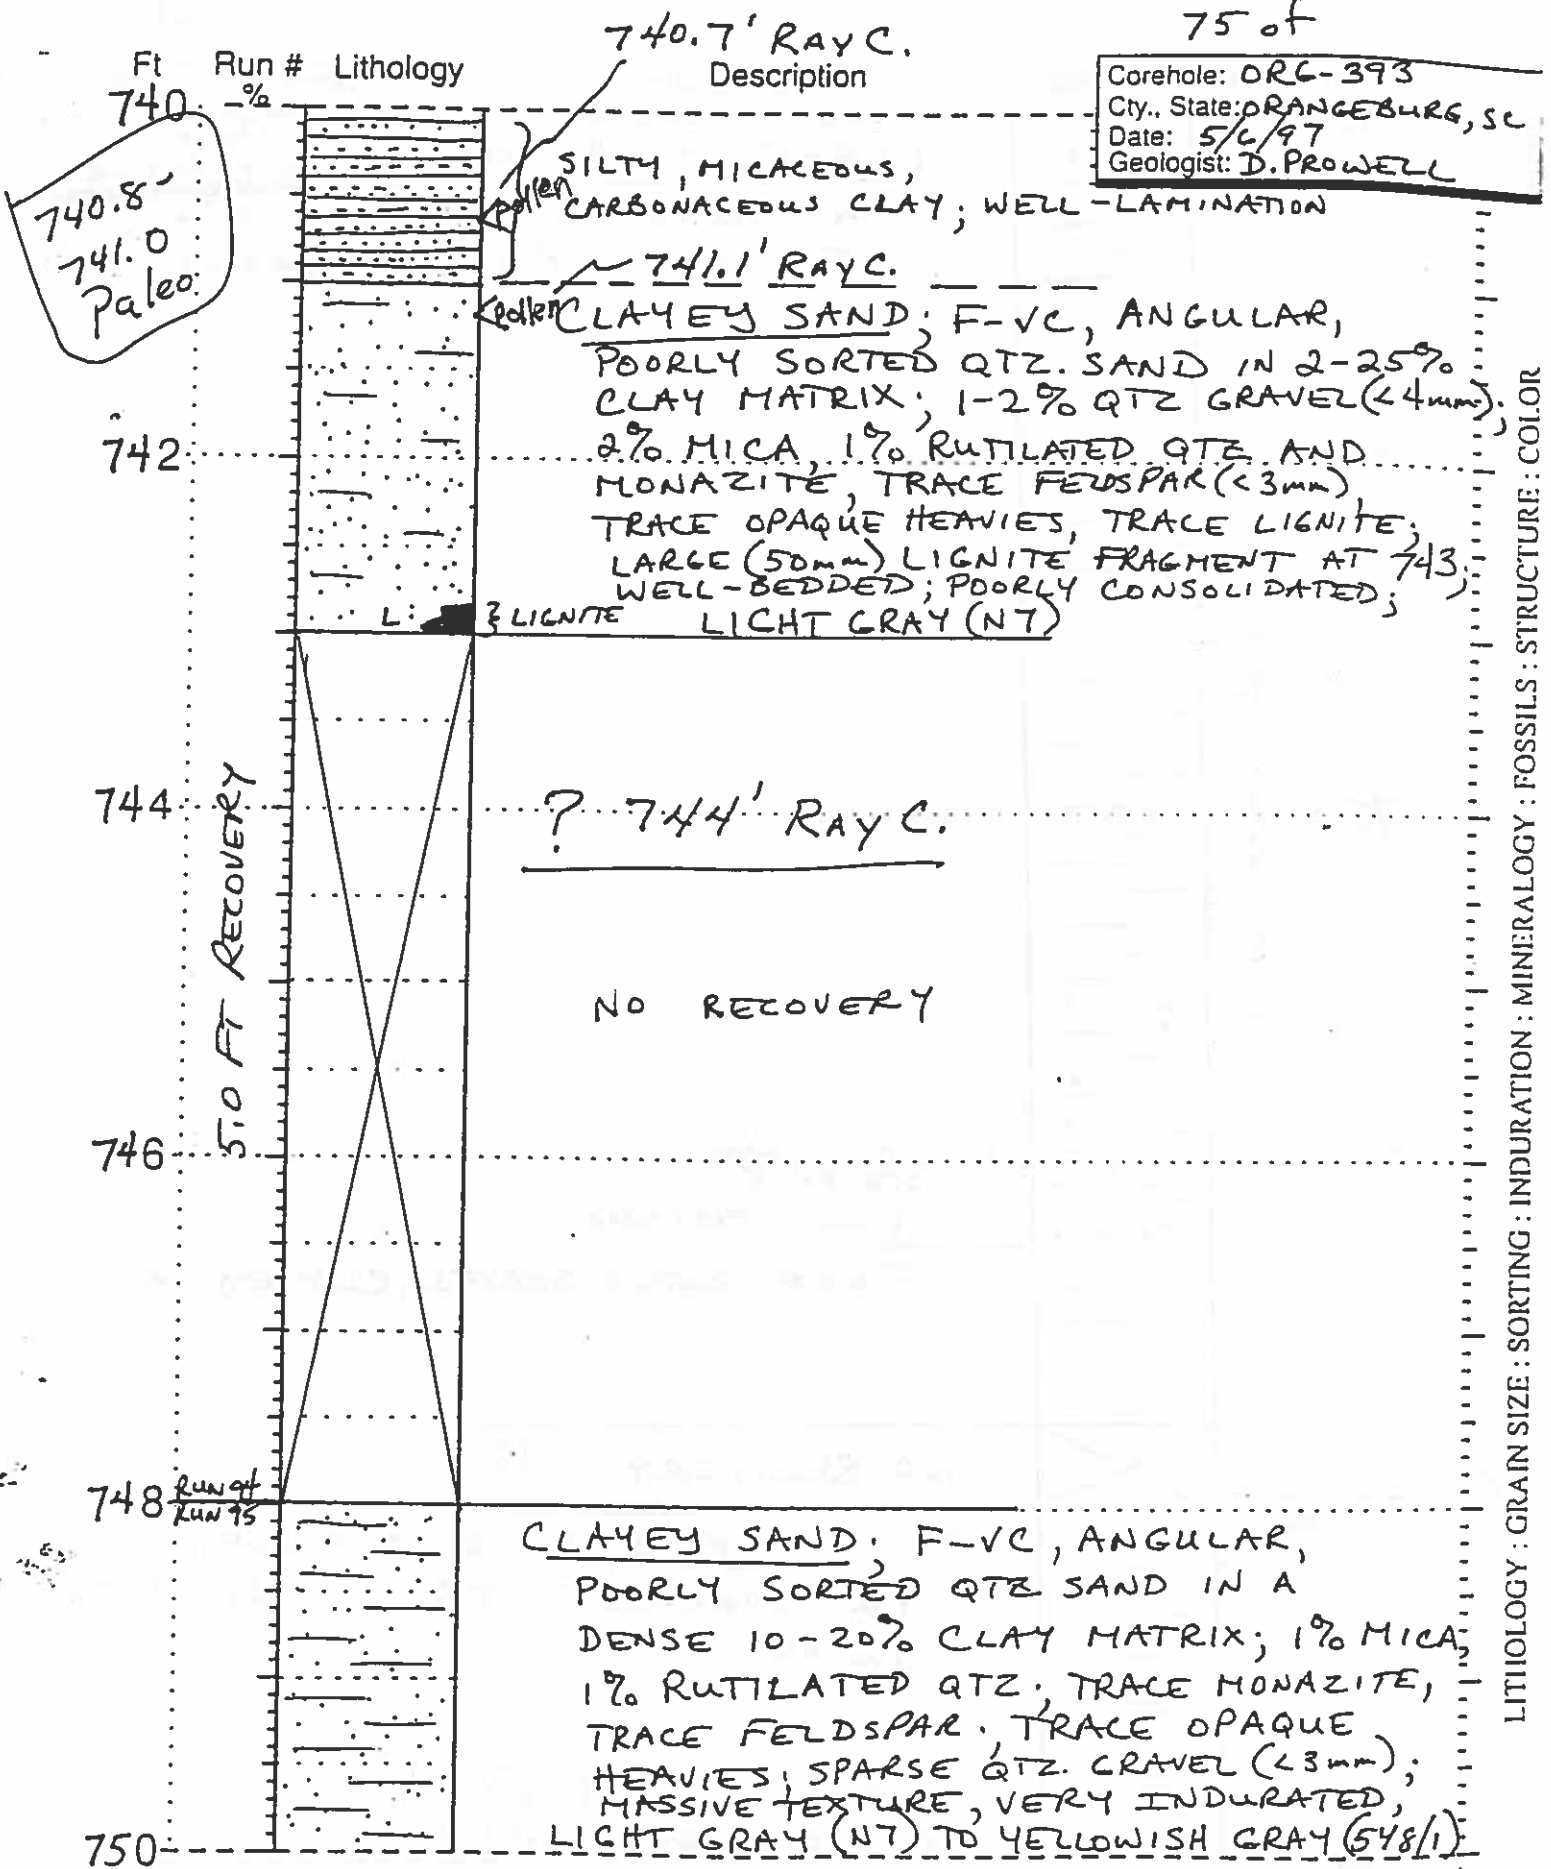 740.7' RAY C.
75 of
Ft Run # Lithology Description
-%
Corehole: ORG-393
Cty., State: ORANGEBURG, SC
Date: 5/6/97
Geologist: D. PROWELL
740
740.8'
741.0
Paleo
SILTY, MICACEOUS,
pollen CARBONACEOUS CLAY; WELL-LAMINATION
741.1' RAY C.
pollen CLAYEY SAND; F-VC, ANGULAR,
POORLY SORTED QTZ. SAND IN 2-25%
CLAY MATRIX; 1-2% QTZ GRAVEL (<4mm);
742
2% MICA, 1% RUTILATED QTZ AND
MONAZITE, TRACE FELDSPAR (<3mm),
TRACE OPAQUE HEAVIES, TRACE LIGNITE;
LARGE (50mm) LIGNITE FRAGMENT AT 743;
WELL-BEDDED; POORLY CONSOLIDATED;
L: } LIGNITE LIGHT GRAY (N7)
744
? 744' RAY C.
5.0 FT RECOVERY
NO RECOVERY
746
748
RUN 94
RUN 95
CLAYEY SAND; F-VC, ANGULAR,
POORLY SORTED QTZ SAND IN A
DENSE 10-20% CLAY MATRIX; 1% MICA,
1% RUTILATED QTZ., TRACE MONAZITE,
TRACE FELDSPAR, TRACE OPAQUE
HEAVIES; SPARSE QTZ. GRAVEL (<3mm);
MASSIVE TEXTURE, VERY INDURATED,
LIGHT GRAY (N7) TO YELLOWISH GRAY (5Y8/1)
750
LITHOLOGY : GRAIN SIZE : SORTING : INDURATION : MINERALOGY : FOSSILS : STRUCTURE : COLOR